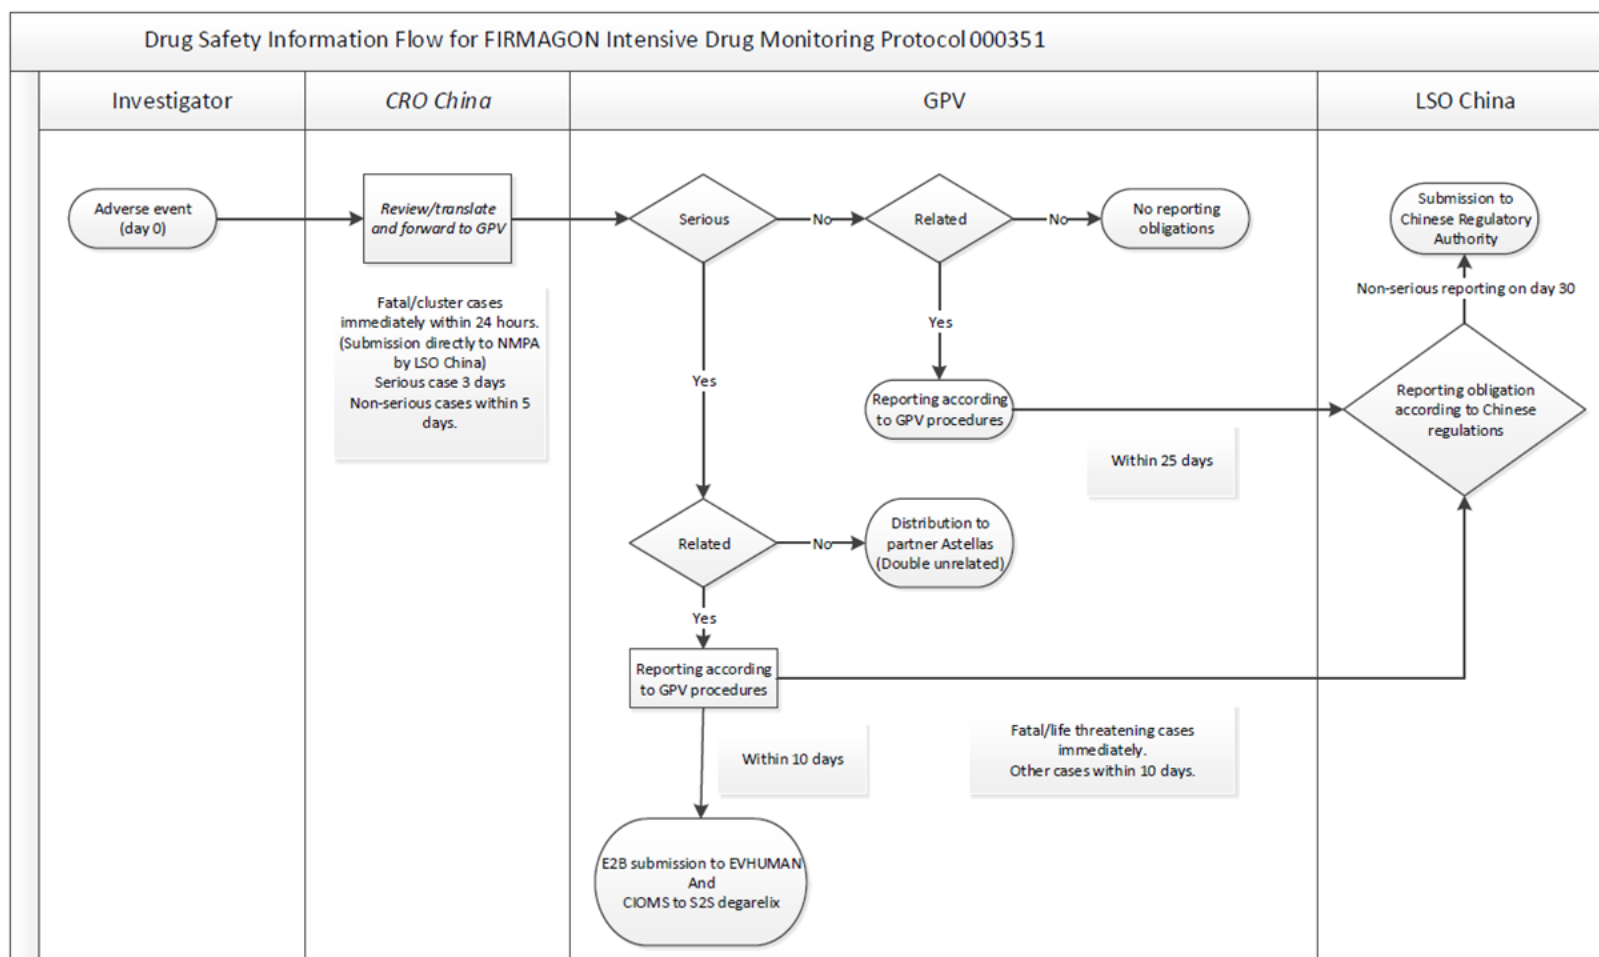 Drug Safety Information Flow for FIRMAGON Intensive Drug Monitoring Protocol 000351
Investigator
CRO China
GPV
LSO China
Adverse event
(day 0)
Review/translate
and forward to GPV
Serious
No
Related
No
No reporting
obligations
Submission to
Chinese Regulatory
Authority
Non-serious reporting on day 30
Fatal/cluster cases
immediately within 24 hours.
(Submission directly to NMPA
by LSO China)
Serious case 3 days
Non-serious cases within 5
days.
Yes
Yes
Reporting according
to GPV procedures
Reporting obligation
according to Chinese
regulations
Within 25 days
Related
No
Distribution to
partner Astellas
(Double unrelated)
Yes
Reporting according
to GPV procedures
Within 10 days
Fatal/life threatening cases
immediately.
Other cases within 10 days.
E2B submission to EVHUMAN
And
CIOMS to S2S degarelix